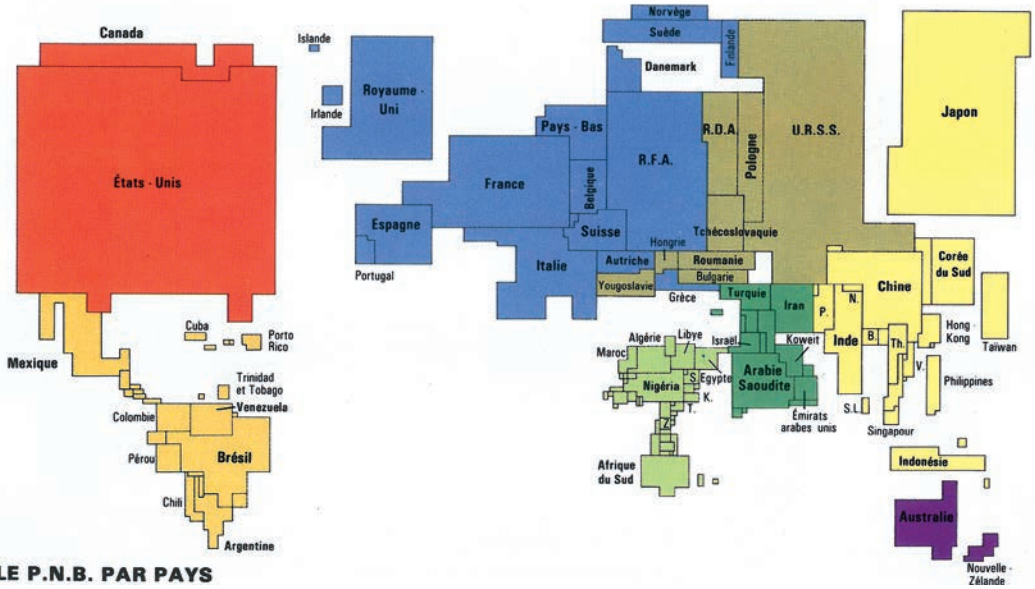 Canada
États - Unis
Mexique
Cuba
Porto
Rico
Trinidad
et Tobago
Colombie
Venezuela
Pérou
Brésil
Chili
Argentine
Islande
Irlande
Royaume -
Uni
Norvège
Suède
Finlande
Danemark
Pays - Bas
R.F.A.
R.D.A.
Pologne
U.R.S.S.
France
Belgique
Suisse
Tchécoslovaquie
Espagne
Portugal
Italie
Autriche
Hongrie
Roumanie
Yougoslavie
Bulgarie
Grèce
Turquie
Iran
Israël
Koweit
Arabie
Saoudite
Émirats
arabes unis
Algérie
Libye
Maroc
Egypte
Nigéria
S.
K.
T.
Z.
Afrique
du Sud
Japon
Chine
Corée
du Sud
P.
N.
Inde
B.
Th.
V.
Hong -
Kong
Taïwan
Philippines
S.L.
Singapour
Indonésie
Australie
Nouvelle -
Zélande
LE P.N.B. PAR PAYS